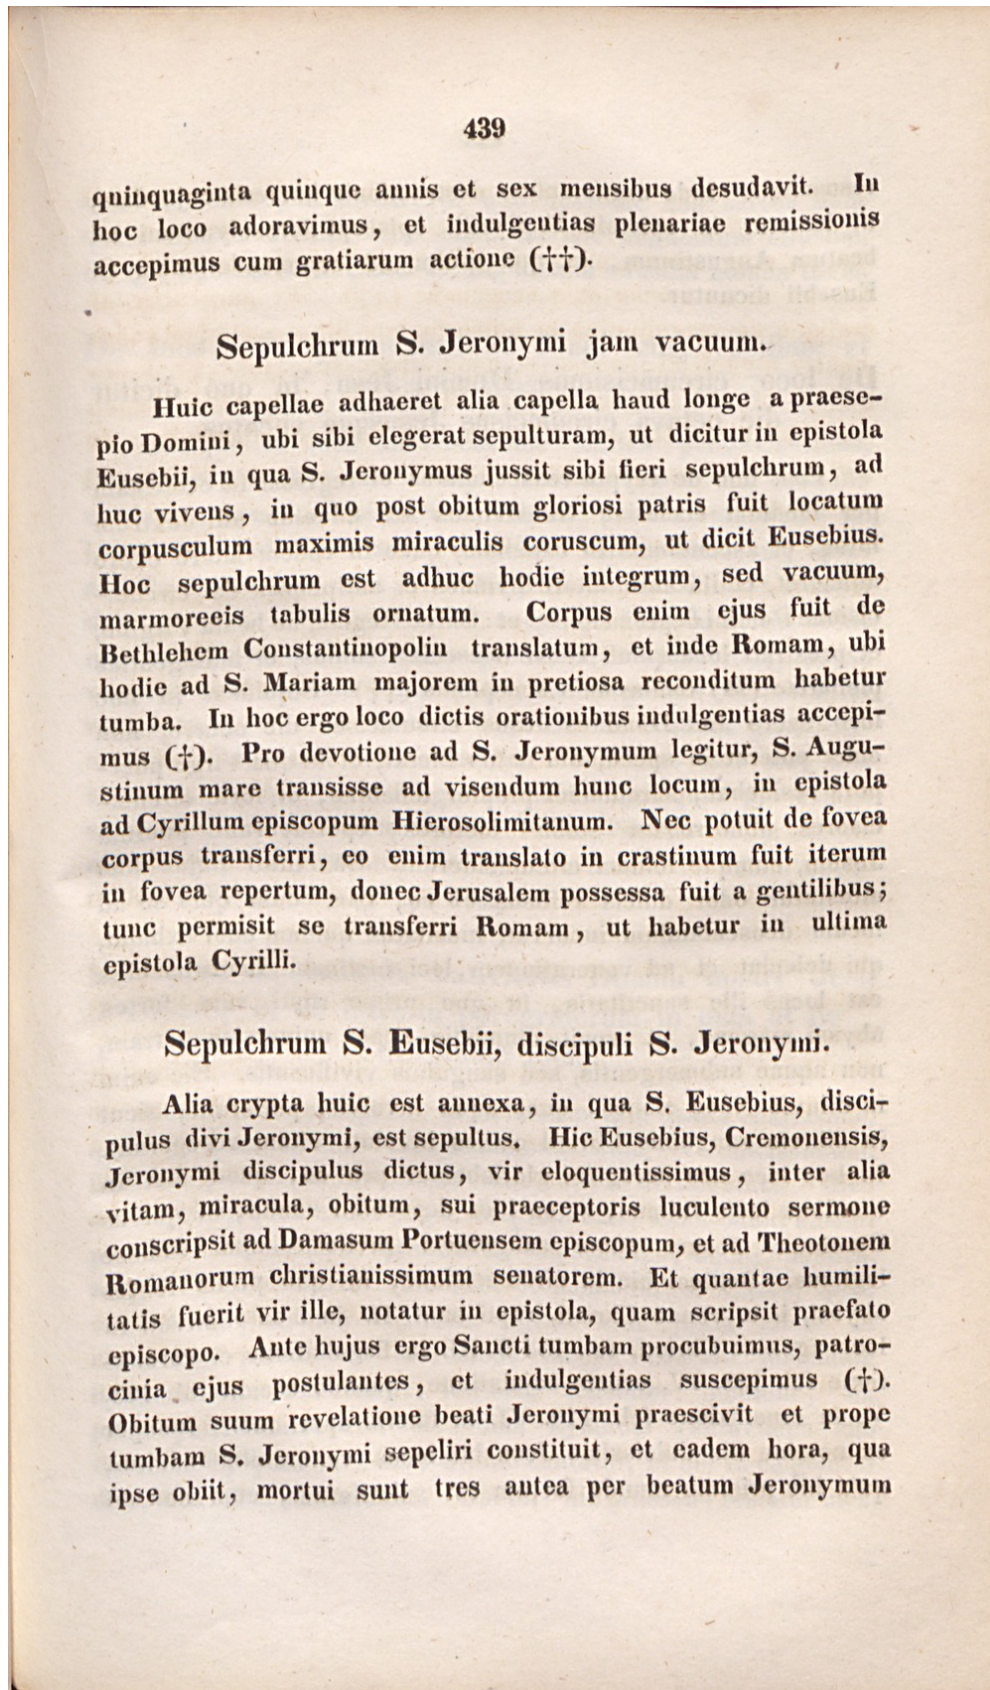 439
quinquaginta quinque annis et sex mensibus desudavit. In
hoc loco adoravimus, et indulgentias plenariae remissionis
accepimus cum gratiarum actione (††).
Sepulchrum S. Jeronymi jam vacuum.
Huic capellae adhaeret alia capella haud longe a praese-
pio Domini, ubi sibi elegerat sepulturam, ut dicitur in epistola
Eusebii, in qua S. Jeronymus jussit sibi fieri sepulchrum, ad
huc vivens, in quo post obitum gloriosi patris fuit locatum
corpusculum maximis miraculis coruscum, ut dicit Eusebius.
Hoc sepulchrum est adhuc hodie integrum, sed vacuum,
marmoreeis tabulis ornatum. Corpus enim ejus fuit de
Bethlehem Constantinopolin translatum, et inde Romam, ubi
hodie ad S. Mariam majorem in pretiosa reconditum habetur
tumba. In hoc ergo loco dictis orationibus indulgentias accepi-
mus (†). Pro devotione ad S. Jeronymum legitur, S. Augu-
stinum mare transisse ad visendum hunc locum, in epistola
ad Cyrillum episcopum Hierosolimitanum. Nec potuit de fovea
corpus transferri, eo enim translato in crastinum fuit iterum
in fovea repertum, donec Jerusalem possessa fuit a gentilibus;
tunc permisit se transferri Romam, ut habetur in ultima
epistola Cyrilli.
Sepulchrum S. Eusebii, discipuli S. Jeronymi.
Alia crypta huic est annexa, in qua S. Eusebius, disci-
pulus divi Jeronymi, est sepultus. Hic Eusebius, Cremonensis,
Jeronymi discipulus dictus, vir eloquentissimus, inter alia
vitam, miracula, obitum, sui praeceptoris luculento sermone
conscripsit ad Damasum Portuensem episcopum, et ad Theotonem
Romanorum christianissimum senatorem. Et quantae humili-
tatis fuerit vir ille, notatur in epistola, quam scripsit praefato
episcopo. Ante hujus ergo Sancti tumbam procubuimus, patro-
cinia ejus postulantes, et indulgentias suscepimus (†).
Obitum suum revelatione beati Jeronymi praescivit et prope
tumbam S. Jeronymi sepeliri constituit, et eadem hora, qua
ipse obiit, mortui sunt tres antea per beatum Jeronymum